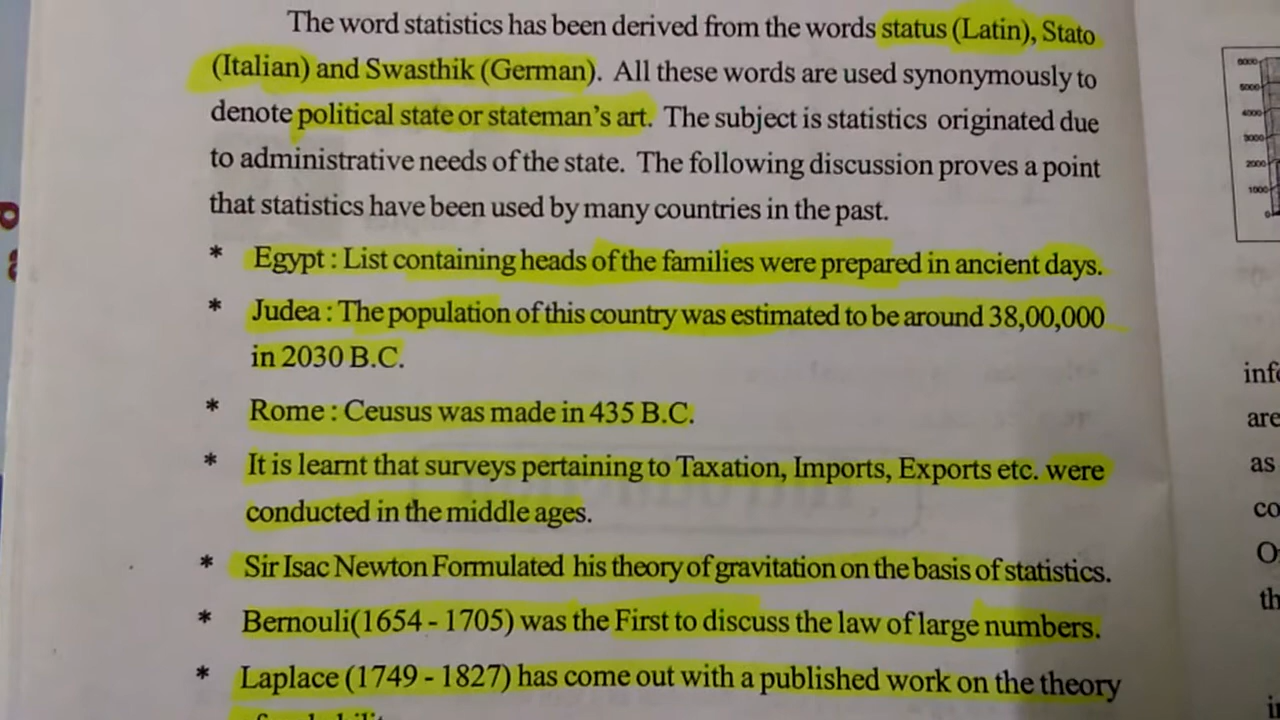 The word statistics has been derived from the words status (Latin), Stato
(Italian) and Swasthik (German). All these words are used synonymously to
denote political state or stateman's art. The subject is statistics originated due
to administrative needs of the state. The following discussion proves a point
that statistics have been used by many countries in the past.
* Egypt : List containing heads of the families were prepared in ancient days.
* Judea : The population of this country was estimated to be around 38,00,000
in 2030 B.C.
* Rome : Ceusus was made in 435 B.C.
* It is learnt that surveys pertaining to Taxation, Imports, Exports etc. were
conducted in the middle ages.
* Sir Isac Newton Formulated his theory of gravitation on the basis of statistics.
* Bernouli(1654 - 1705) was the First to discuss the law of large numbers.
* Laplace (1749 - 1827) has come out with a published work on the theory
6000
5000
4000
3000
2000
1000
0
are
as
co
th